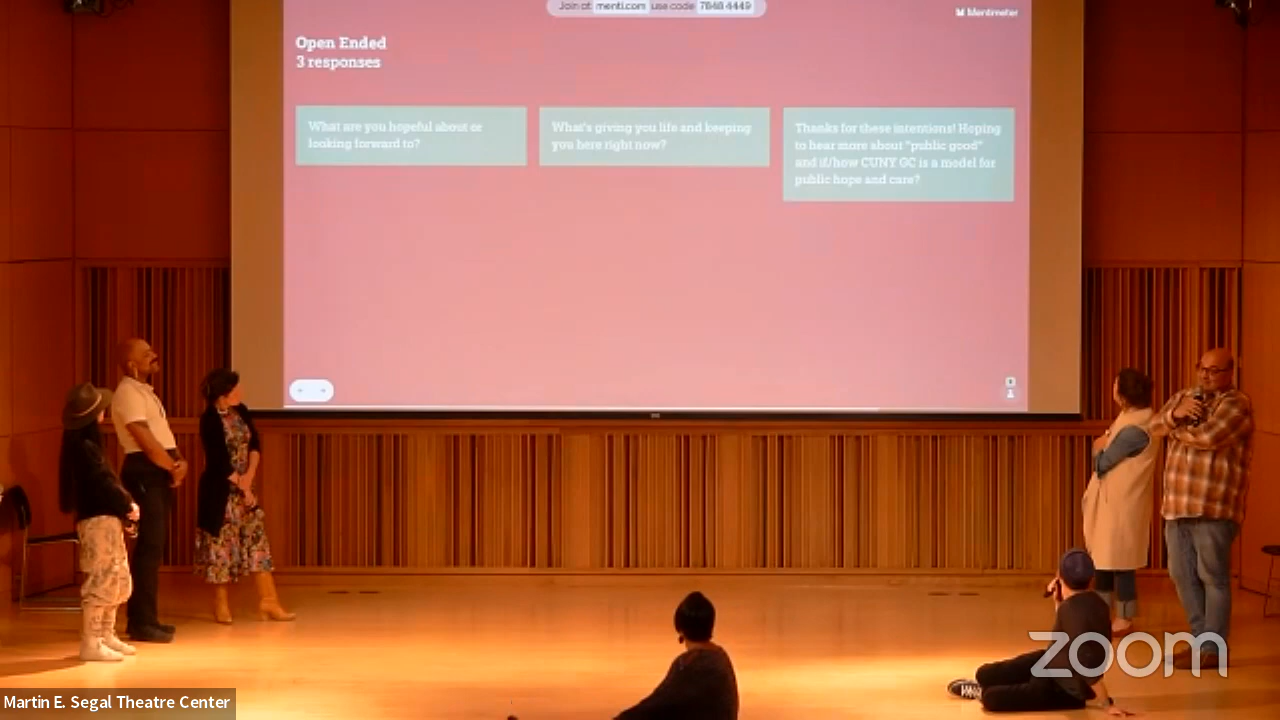 Join at menti.com use code 7848 4449
Mentimeter
Open Ended
3 responses
What are you hopeful about or
looking forward to?
What's giving you life and keeping
you here right now?
Thanks for these intentions! Hoping
to hear more about "public good"
and if/how CUNY GC is a model for
public hope and care?
zoom
Martin E. Segal Theatre Center